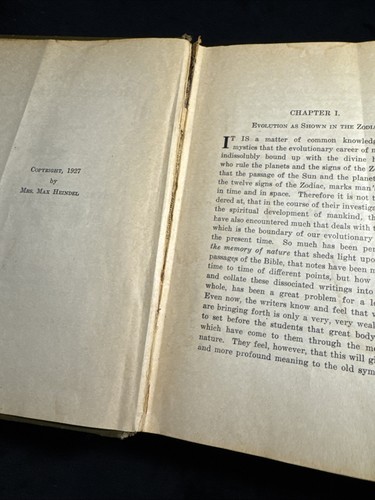 COPYRIGHT, 1927
by
MRS. MAX HEINDEL
CHAPTER I.
EVOLUTION AS SHOWN IN THE ZODIA
IT IS a matter of common knowled
mystics that the evolutionary career of m
indissolubly bound up with the divine h
who rule the planets and the signs of the Z
that the passage of the Sun and the planet
the twelve signs of the Zodiac, marks man'
in time and in space. Therefore it is not t
dered at, that in the course of their investig
the spiritual development of mankind, th
have also encountered much that deals with t
which is the boundary of our evolutionary
the present time. So much has been per
the memory of nature that sheds light upo
passages of the Bible, that notes have been m
time to time of different points, but how
and collate these dissociated writings into
whole, has been a great problem for a lo
Even now, the writers know and feel that w
are bringing forth is only a very, very weak
to set before the students that great body
which have come to them through the me
nature. They feel, however, that this will gi
and more profound meaning to the old sym